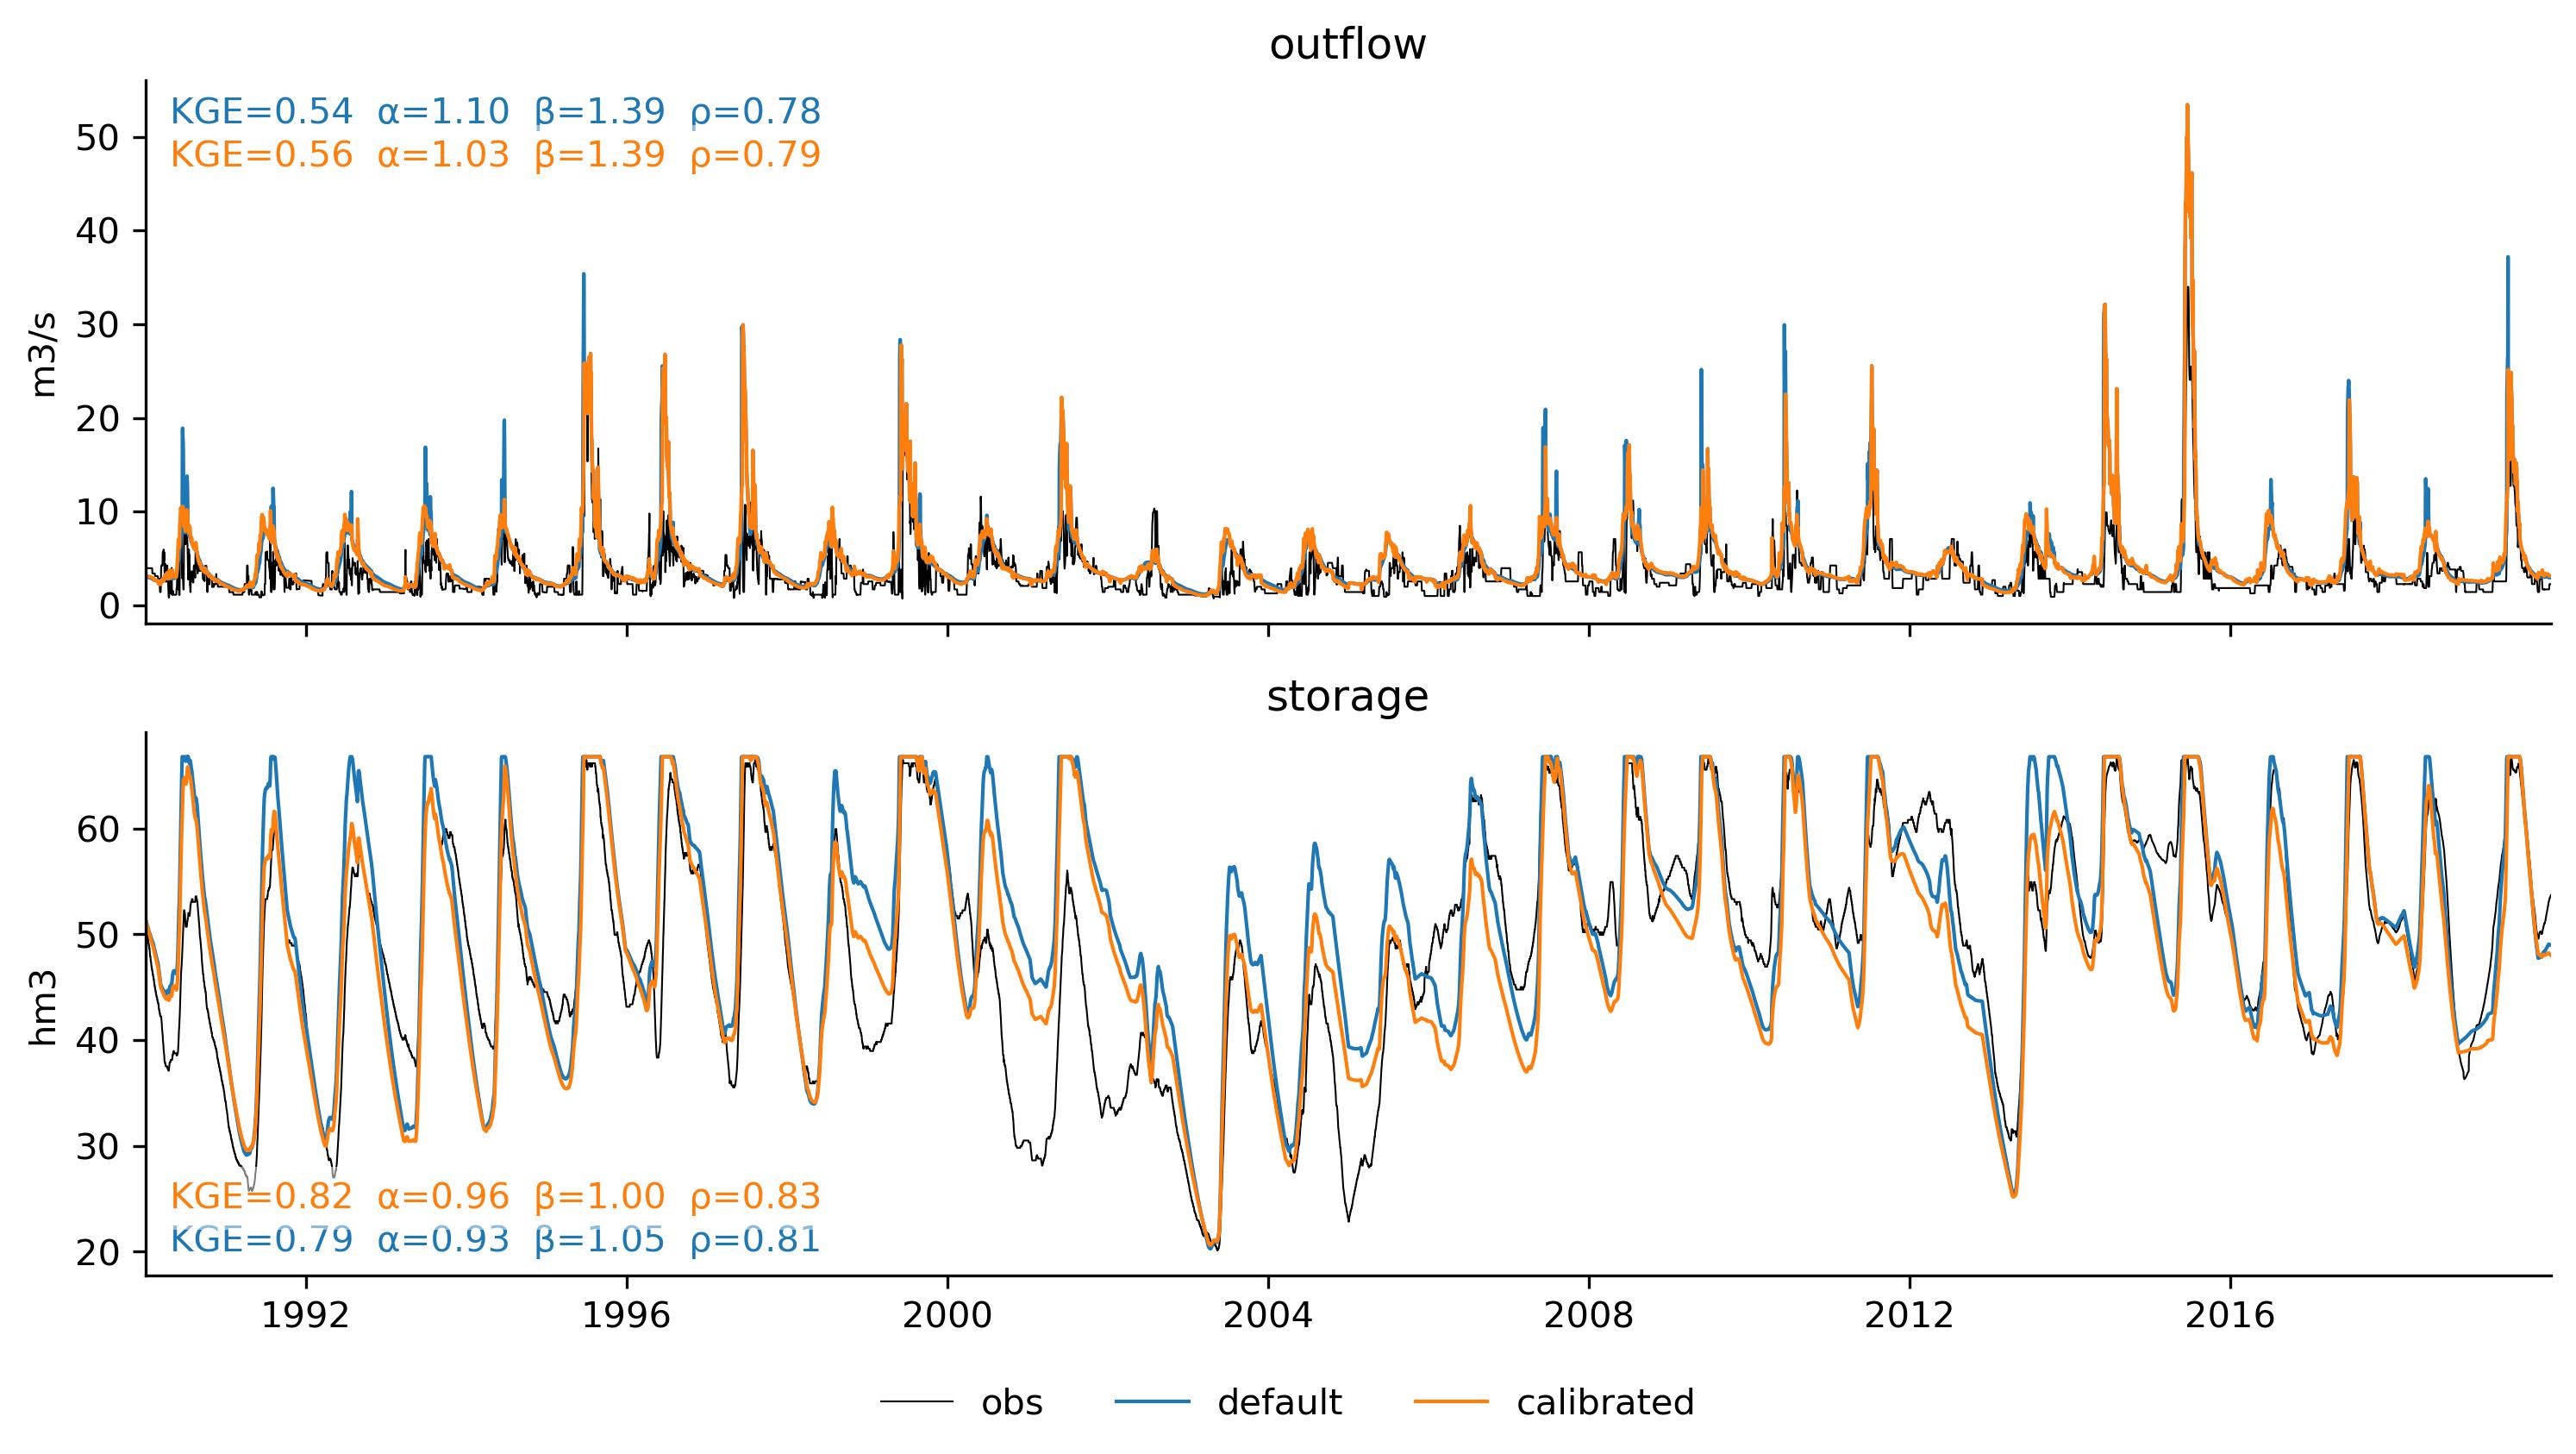 outflow
KGE=0.54 α=1.10 β=1.39 ρ=0.78
KGE=0.56 α=1.03 β=1.39 ρ=0.79
m3/s
50
40
30
20
10
0
storage
hm3
60
50
40
30
20
KGE=0.82 α=0.96 β=1.00 ρ=0.83
KGE=0.79 α=0.93 β=1.05 ρ=0.81
1992 1996 2000 2004 2008 2012 2016
obs default calibrated